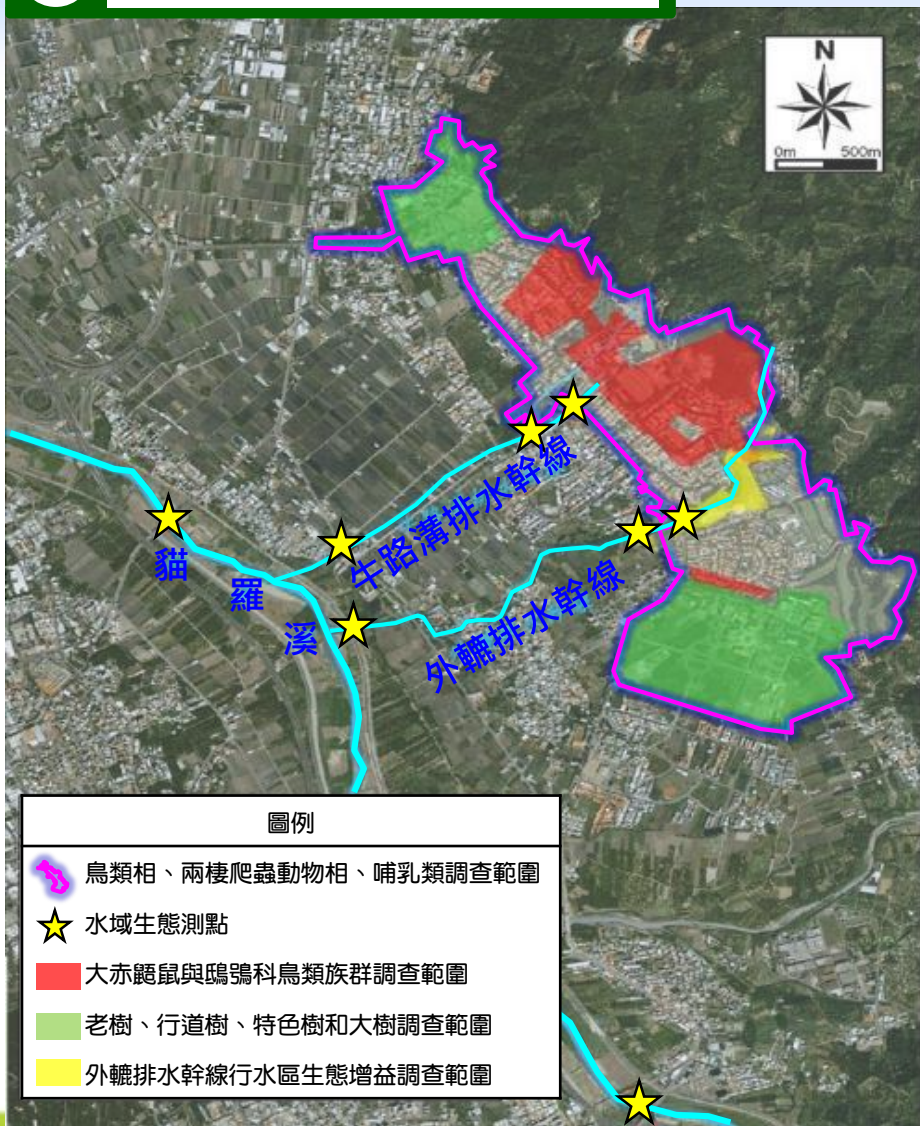 N
0m 500m
牛路溝排水幹線
貓
羅
溪
外轆排水幹線
圖例
鳥類相、兩棲爬蟲動物相、哺乳類調查範圍
水域生態測點
大赤鼯鼠與鴟鴞科鳥類族群調查範圍
老樹、行道樹、特色樹和大樹調查範圍
外轆排水幹線行水區生態增益調查範圍